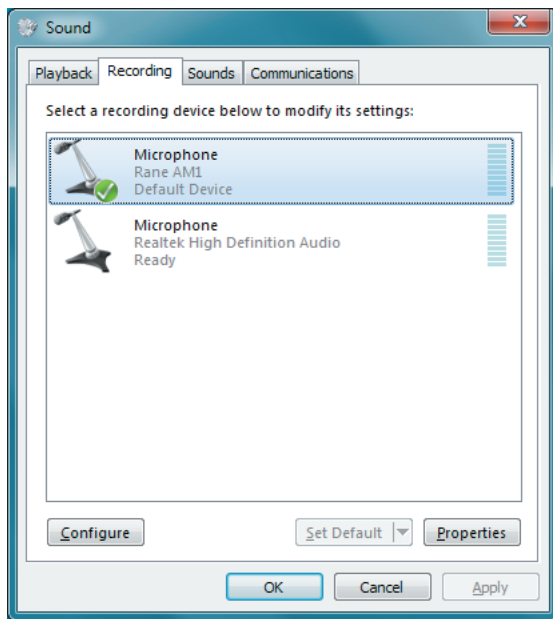 Sound
Playback Recording Sounds Communications
Select a recording device below to modify its settings:
Microphone
Rane AM1
Default Device
Microphone
Realtek High Definition Audio
Ready
Configure Set Default Properties
OK Cancel Apply